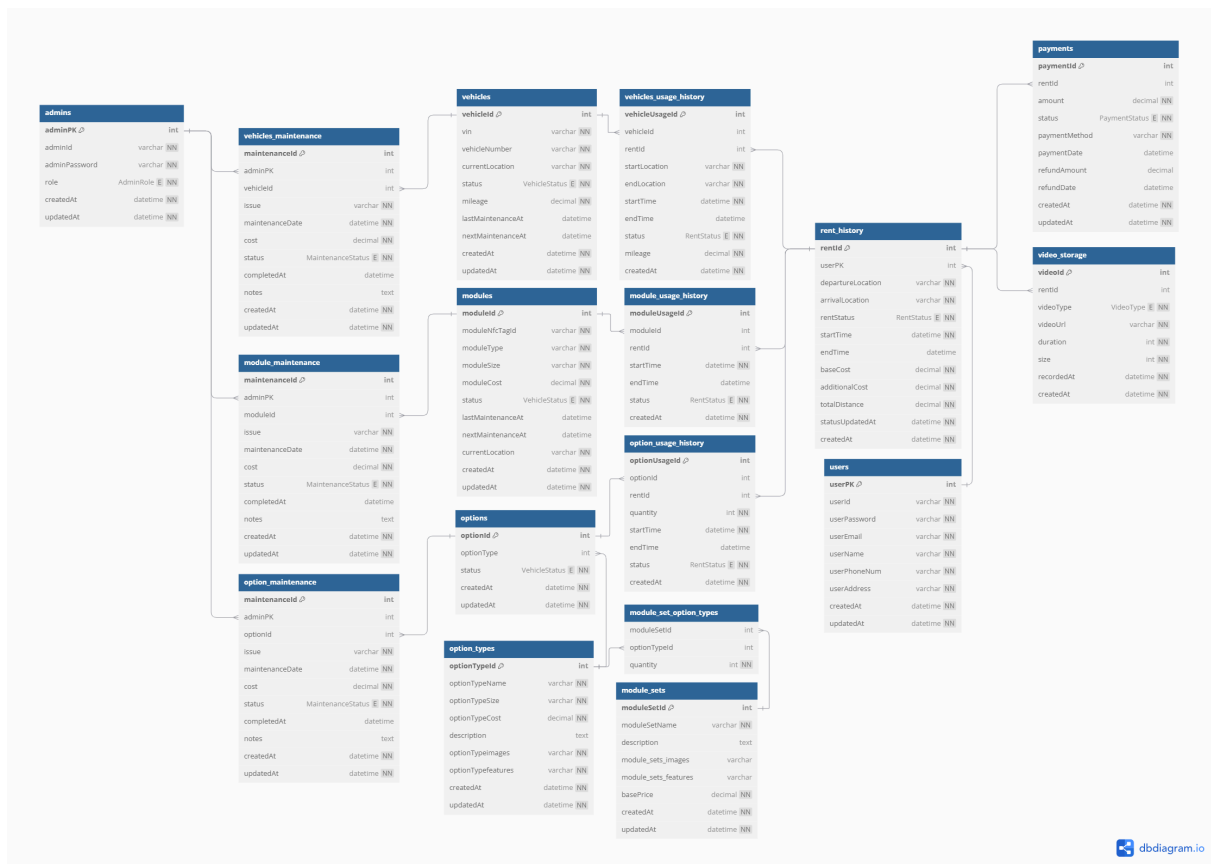 admins
adminPK int
adminId varchar NN
adminPassword varchar NN
role AdminRole E NN
createdAt datetime NN
updatedAt datetime NN
vehicles_maintenance
maintenanceId int
adminPK int
vehicleId int
issue varchar NN
maintenanceDate datetime NN
cost decimal NN
status MaintenanceStatus E NN
completedAt datetime
notes text
createdAt datetime NN
updatedAt datetime NN
module_maintenance
maintenanceId int
adminPK int
moduleId int
issue varchar NN
maintenanceDate datetime NN
cost decimal NN
status MaintenanceStatus E NN
completedAt datetime
notes text
createdAt datetime NN
updatedAt datetime NN
option_maintenance
maintenanceId int
adminPK int
optionId int
issue varchar NN
maintenanceDate datetime NN
cost decimal NN
status MaintenanceStatus E NN
completedAt datetime
notes text
createdAt datetime NN
updatedAt datetime NN
vehicles
vehicleId int
vin varchar NN
vehicleNumber varchar NN
currentLocation varchar NN
status VehicleStatus E NN
mileage decimal NN
lastMaintenanceAt datetime
nextMaintenanceAt datetime
createdAt datetime NN
updatedAt datetime NN
modules
moduleId int
moduleNfcTagId varchar NN
moduleType varchar NN
moduleSize varchar NN
moduleCost decimal NN
status VehicleStatus E NN
lastMaintenanceAt datetime
nextMaintenanceAt datetime
currentLocation varchar NN
createdAt datetime NN
updatedAt datetime NN
options
optionId int
optionType int
status VehicleStatus E NN
createdAt datetime NN
updatedAt datetime NN
option_types
optionTypeId int
optionTypeName varchar NN
optionTypeSize varchar NN
optionTypeCost decimal NN
description text
optionTypeimages varchar NN
optionTypefeatures varchar NN
createdAt datetime NN
updatedAt datetime NN
vehicles_usage_history
vehicleUsageId int
vehicleId int
rentId int
startLocation varchar NN
endLocation varchar NN
startTime datetime NN
endTime datetime
status RentStatus E NN
mileage decimal NN
createdAt datetime NN
module_usage_history
moduleUsageId int
moduleId int
rentId int
startTime datetime NN
endTime datetime
status RentStatus E NN
createdAt datetime NN
option_usage_history
optionUsageId int
optionId int
rentId int
quantity int NN
startTime datetime NN
endTime datetime
status RentStatus E NN
createdAt datetime NN
module_set_option_types
moduleSetId int
optionTypeId int
quantity int NN
module_sets
moduleSetId int
moduleSetName varchar NN
description text
module_sets_images varchar
module_sets_features varchar
basePrice decimal NN
createdAt datetime NN
updatedAt datetime NN
rent_history
rentId int
userPK int
departureLocation varchar NN
arrivalLocation varchar NN
rentStatus RentStatus E NN
startTime datetime NN
endTime datetime
baseCost decimal NN
additionalCost decimal NN
totalDistance decimal NN
statusUpdatedAt datetime NN
createdAt datetime NN
users
userPK int
userId varchar NN
userPassword varchar NN
userEmail varchar NN
userName varchar NN
userPhoneNum varchar NN
userAddress varchar NN
createdAt datetime NN
updatedAt datetime NN
payments
paymentId int
rentId int
amount decimal NN
status PaymentStatus E NN
paymentMethod varchar NN
paymentDate datetime
refundAmount decimal
refundDate datetime
createdAt datetime NN
updatedAt datetime NN
video_storage
videoId int
rentId int
videoType VideoType E NN
videoUrl varchar NN
duration int NN
size int NN
recordedAt datetime NN
createdAt datetime NN
dbdiagram.io